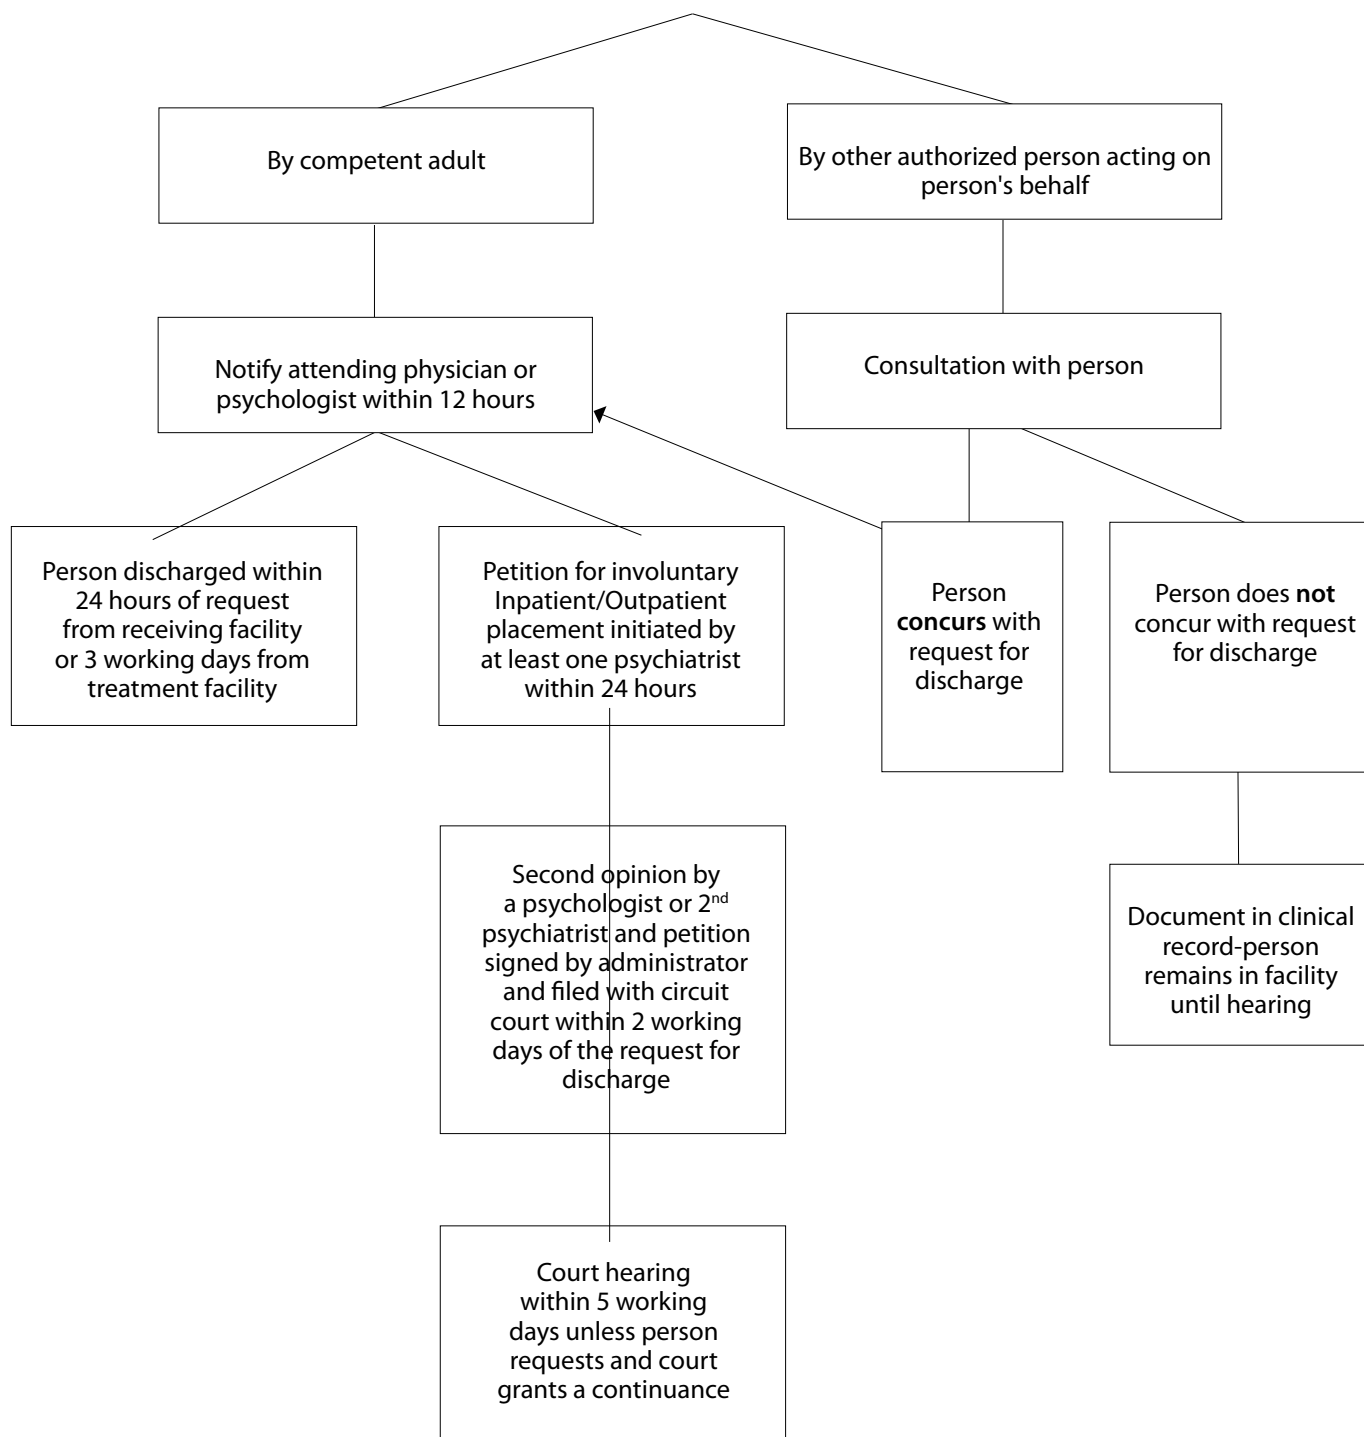 By competent adult
By other authorized person acting on
person's behalf
Notify attending physician or
psychologist within 12 hours
Consultation with person
Person discharged within
24 hours of request
from receiving facility
or 3 working days from
treatment facility
Petition for involuntary
Inpatient/Outpatient
placement initiated by
at least one psychiatrist
within 24 hours
Person
concurs with
request for
discharge
Person does not
concur with request
for discharge
Second opinion by
a psychologist or 2nd
psychiatrist and petition
signed by administrator
and filed with circuit
court within 2 working
days of the request for
discharge
Document in clinical
record-person
remains in facility
until hearing
Court hearing
within 5 working
days unless person
requests and court
grants a continuance